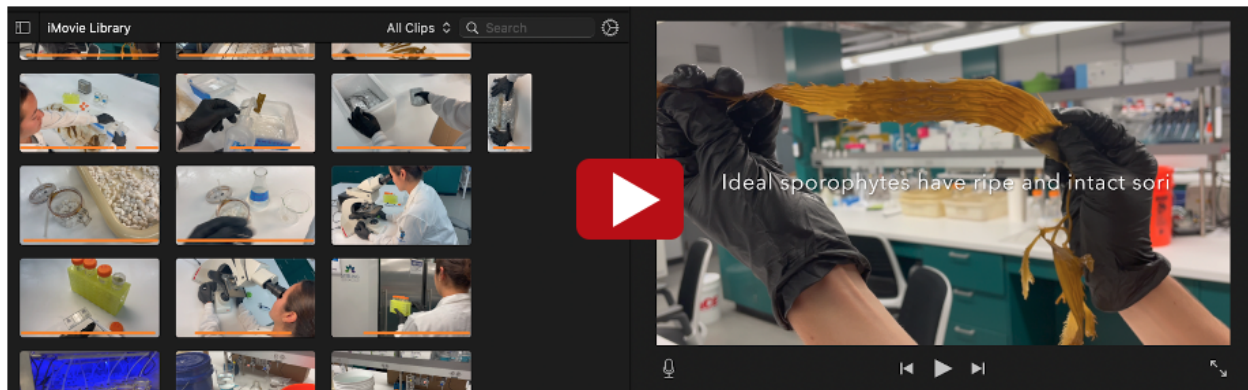 iMovie Library
All Clips
Search
Ideal sporophytes have ripe and intact sori